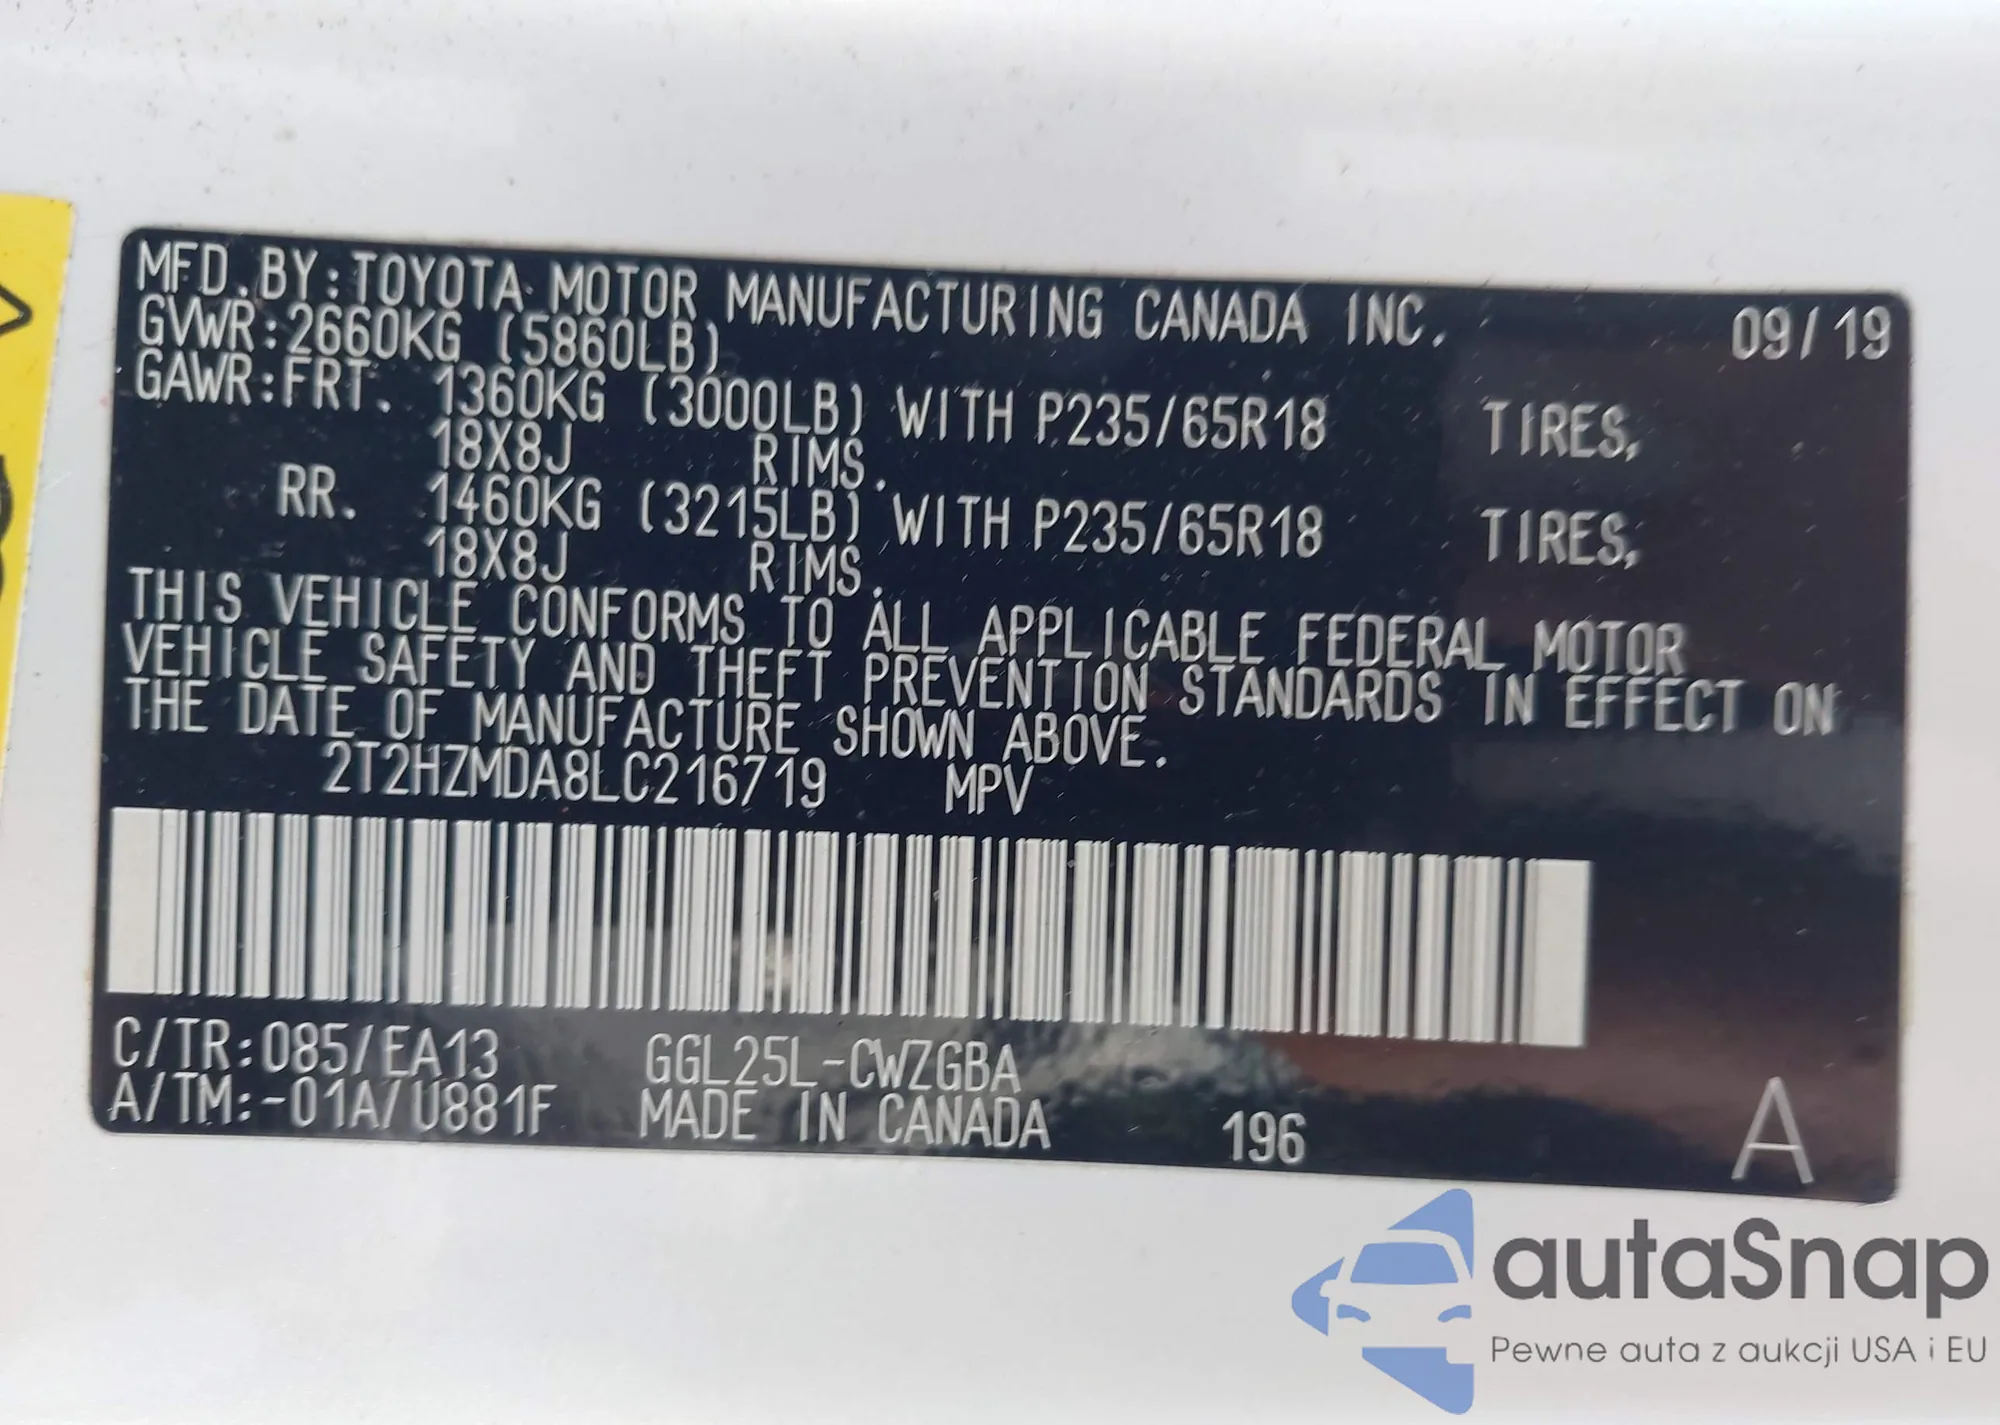 MFD. BY: TOYOTA MOTOR MANUFACTURING CANADA INC. 09/19
GVWR: 2660KG (5860LB)
GAWR: FRT. 1360KG (3000LB) WITH P235/65R18 TIRES,
18X8J RIMS.
RR. 1460KG (3215LB) WITH P235/65R18 TIRES,
18X8J RIMS.
THIS VEHICLE CONFORMS TO ALL APPLICABLE FEDERAL MOTOR
VEHICLE SAFETY AND THEFT PREVENTION STANDARDS IN EFFECT ON
THE DATE OF MANUFACTURE SHOWN ABOVE.
2T2HZMDA8LC216719 MPV
C/TR:085/EA13 GGL25L-CWZGBA
A/TM:-01A/U881F MADE IN CANADA 196 A
autaSnap
Pewne auta z aukcji USA i EU